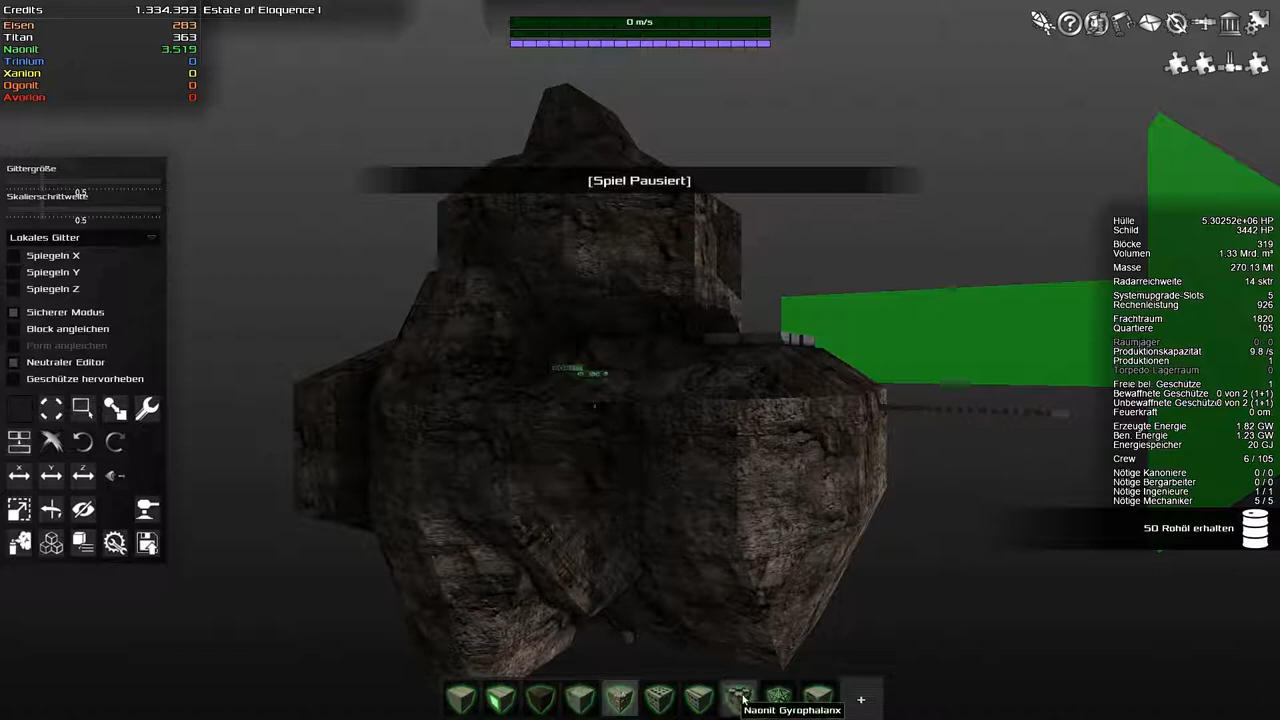 Credits 1.334.393 Estate of Eloquence I
Eisen 283
Titan 363
Naonit 3.519
Trinium 0
Xanion 0
Ogonit 0
Avorion 0
0 m/s
[Spiel Pausiert]
Gittergröße
0.5
Skalierschrittweite
0.5
Lokales Gitter
Spiegeln X
Spiegeln Y
Spiegeln Z
Sicherer Modus
Block angleichen
Form angleichen
Neutraler Editor
Geschütze hervorheben
X Y Z
Hülle 5.30252e+06 HP
Schild 3442 HP
Blöcke 319
Volumen 1.33 Mrd. m³
Masse 270.13 Mt
Radarreichweite 14 sktr
Systemupgrade-Slots 5
Rechenleistung 926
Frachtraum 1820
Quartiere 105
Raumjäger 0 0
Produktionskapazität 9.8 /s
Produktionen 1
Torpedo-Lagerraum 0
Freie bel. Geschütze 1
Bewaffnete Geschütz 0 von 2 (1+1)
Unbewaffnete Geschütz 0 von 2 (1+1)
Feuerkraft 0 om.
Erzeugte Energie 1.82 GW
Ben. Energie 1.23 GW
Energiespeicher 20 GJ
Crew 6 / 105
Nötige Kanoniere 0 / 0
Nötige Bergarbeiter 0 / 0
Nötige Ingenieure 1 / 1
Nötige Mechaniker 5 / 5
50 Rohöl erhalten
Naonit Gyrophalanx